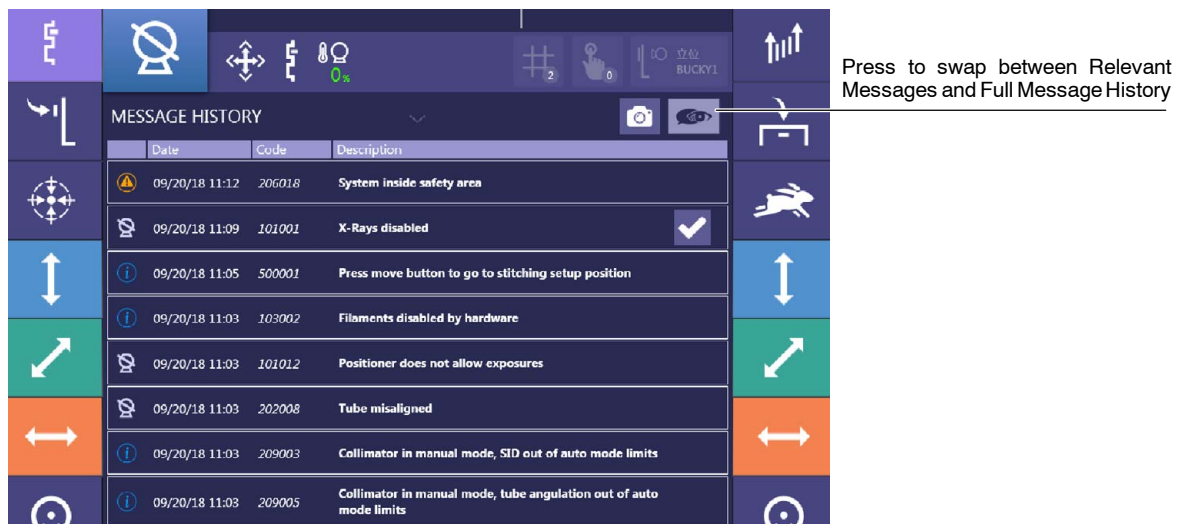 0%
2
0
立位
BUCKY1
Press to swap between Relevant
Messages and Full Message History
MESSAGE HISTORY
Date Code Description
09/20/18 11:12 206018 System inside safety area
09/20/18 11:09 101001 X-Rays disabled
09/20/18 11:05 500001 Press move button to go to stitching setup position
09/20/18 11:03 103002 Filaments disabled by hardware
09/20/18 11:03 101012 Positioner does not allow exposures
09/20/18 11:03 202008 Tube misaligned
09/20/18 11:03 209003 Collimator in manual mode, SID out of auto mode limits
09/20/18 11:03 209005 Collimator in manual mode, tube angulation out of auto
mode limits